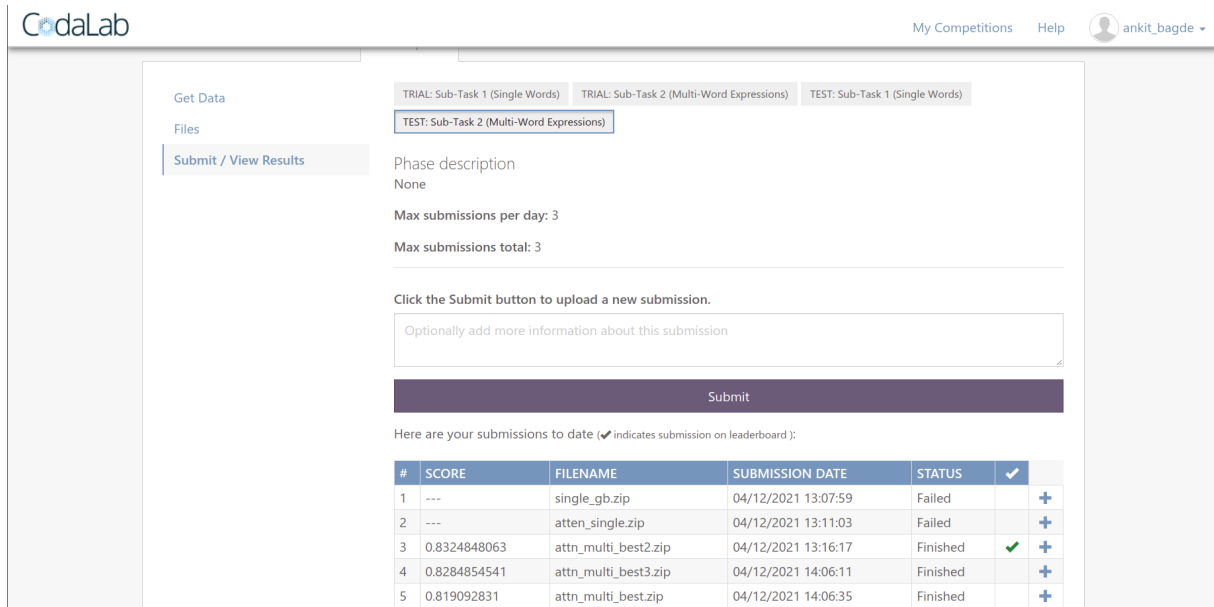 CodaLab
My Competitions Help ankit_bagde
Get Data
Files
Submit / View Results
TRIAL: Sub-Task 1 (Single Words) TRIAL: Sub-Task 2 (Multi-Word Expressions) TEST: Sub-Task 1 (Single Words)
TEST: Sub-Task 2 (Multi-Word Expressions)
Phase description
None
Max submissions per day: 3
Max submissions total: 3
Click the Submit button to upload a new submission.
Optionally add more information about this submission
Submit
Here are your submissions to date (✔ indicates submission on leaderboard ):
# SCORE FILENAME SUBMISSION DATE STATUS ✔
1 --- single_gb.zip 04/12/2021 13:07:59 Failed +
2 --- atten_single.zip 04/12/2021 13:11:03 Failed +
3 0.8324848063 attn_multi_best2.zip 04/12/2021 13:16:17 Finished ✔ +
4 0.8284854541 attn_multi_best3.zip 04/12/2021 14:06:11 Finished +
5 0.819092831 attn_multi_best.zip 04/12/2021 14:06:35 Finished +